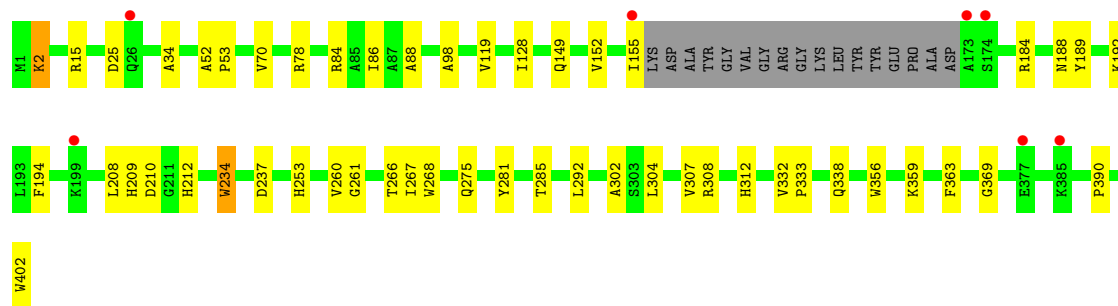 M1 K2 R15 D25 Q26 A34 A52 P53 V70 R78 R84 A85 I86 A87 A88 A98 V119 I128 Q149 V152 I155 LYS ASP ALA TYR GLY VAL GLY ARG GLY LYS LEU TYR TYR GLU PRO ALA ASP A173 S174 R184 N188 Y189 K192
L193 F194 K199 L208 H209 D210 G211 H212 W234 D237 H253 V260 G261 T266 I267 W268 Q275 Y281 T285 L292 A302 S303 L304 V307 R308 H312 V332 P333 Q338 W356 K359 F363 G369 E377 K385 P390
W402